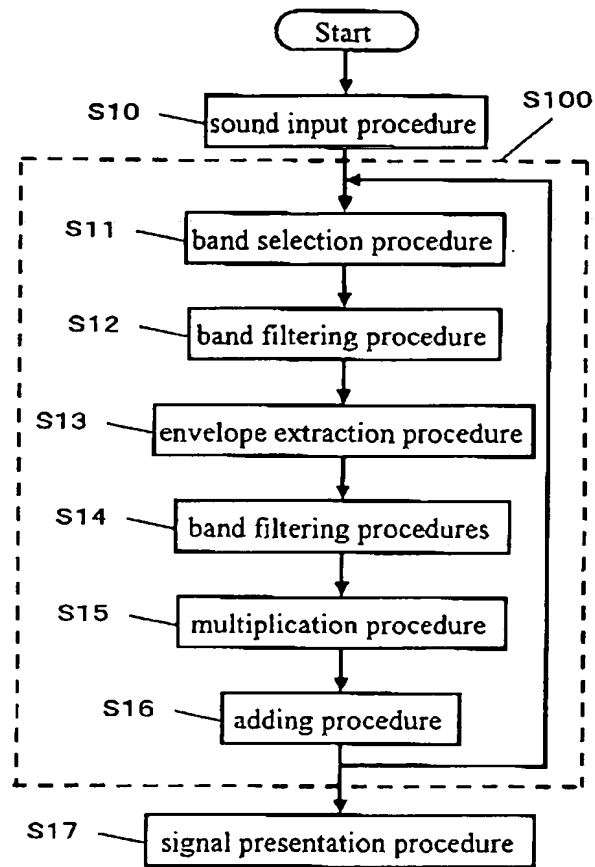 Start
S100
S10
sound input procedure
S11
band selection procedure
S12
band filtering procedure
S13
envelope extraction procedure
S14
band filtering procedures
S15
multiplication procedure
S16
adding procedure
S17
signal presentation procedure